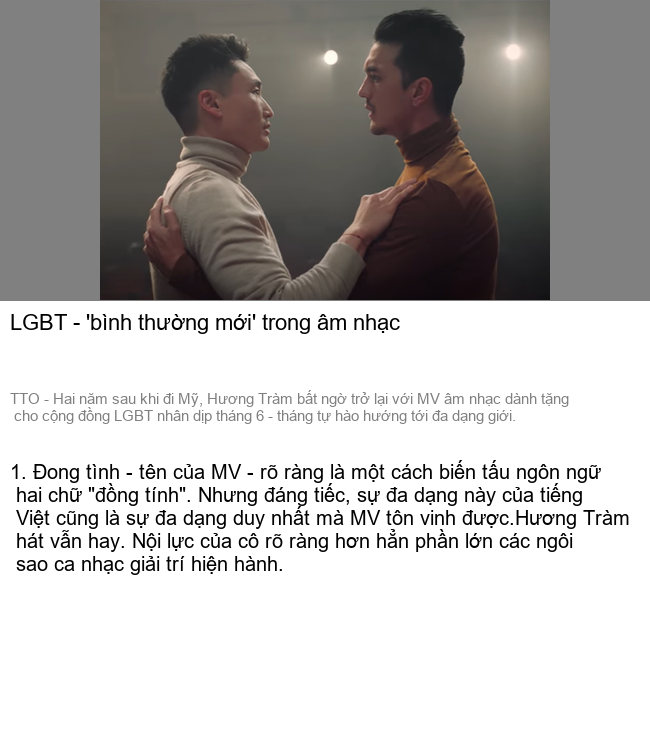 LGBT - 'bình thường mới' trong âm nhạc
TTO - Hai năm sau khi đi Mỹ, Hương Tràm bất ngờ trở lại với MV âm nhạc dành tặng
cho cộng đồng LGBT nhân dịp tháng 6 - tháng tự hào hướng tới đa dạng giới.
1. Đong tình - tên của MV - rõ ràng là một cách biến tấu ngôn ngữ
hai chữ "đồng tính". Nhưng đáng tiếc, sự đa dạng này của tiếng
Việt cũng là sự đa dạng duy nhất mà MV tôn vinh được.Hương Tràm
hát vẫn hay. Nội lực của cô rõ ràng hơn hẳn phần lớn các ngôi
sao ca nhạc giải trí hiện hành.